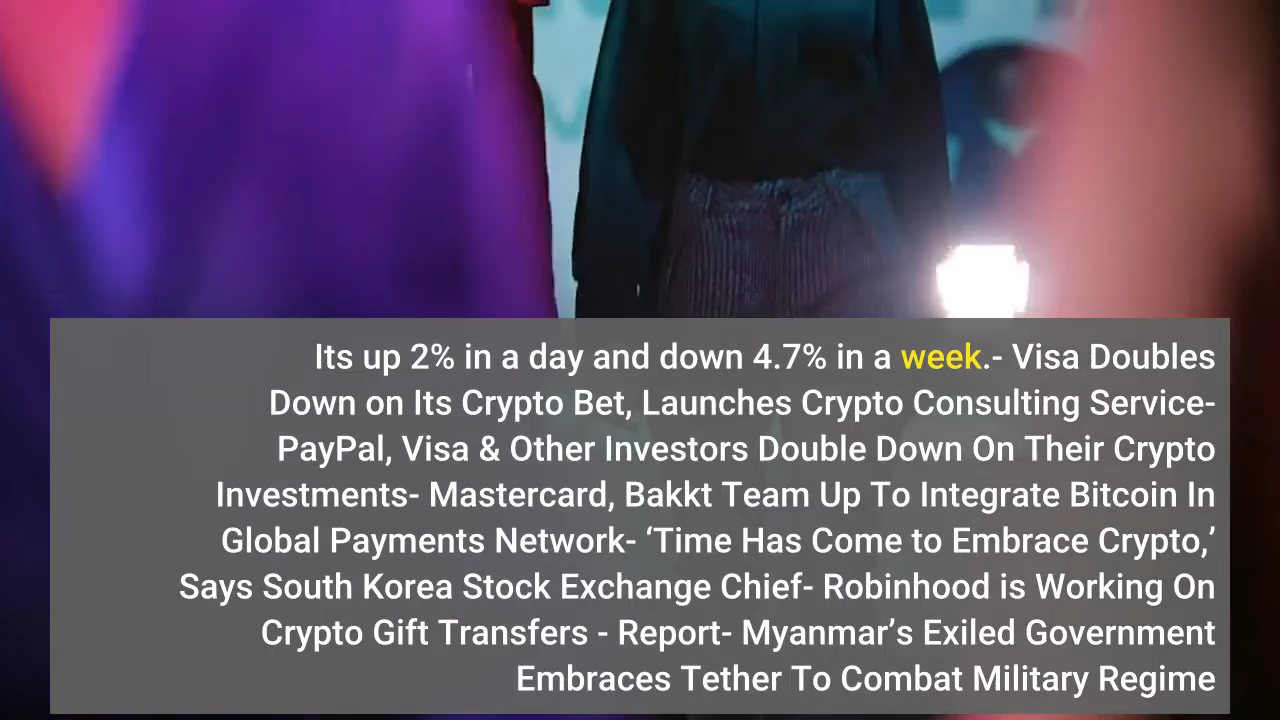 Its up 2% in a day and down 4.7% in a week.- Visa Doubles
Down on Its Crypto Bet, Launches Crypto Consulting Service-
PayPal, Visa & Other Investors Double Down On Their Crypto
Investments- Mastercard, Bakkt Team Up To Integrate Bitcoin In
Global Payments Network- ‘Time Has Come to Embrace Crypto,’
Says South Korea Stock Exchange Chief- Robinhood is Working On
Crypto Gift Transfers - Report- Myanmar’s Exiled Government
Embraces Tether To Combat Military Regime